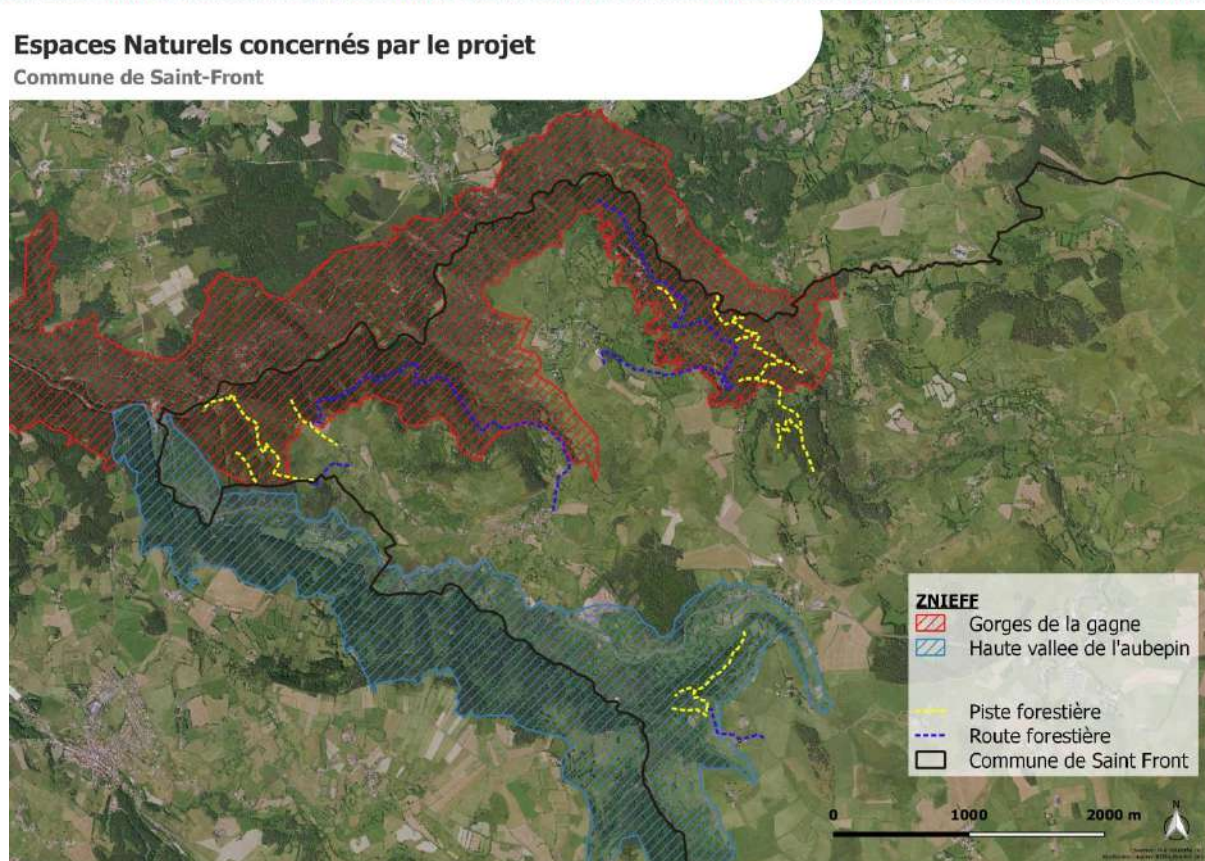 Espaces Naturels concernés par le projet
Commune de Saint-Front
ZNIEFF
Gorges de la gagne
Haute vallee de l'aubepin
Piste forestière
Route forestière
Commune de Saint Front
0 1000 2000 m
N